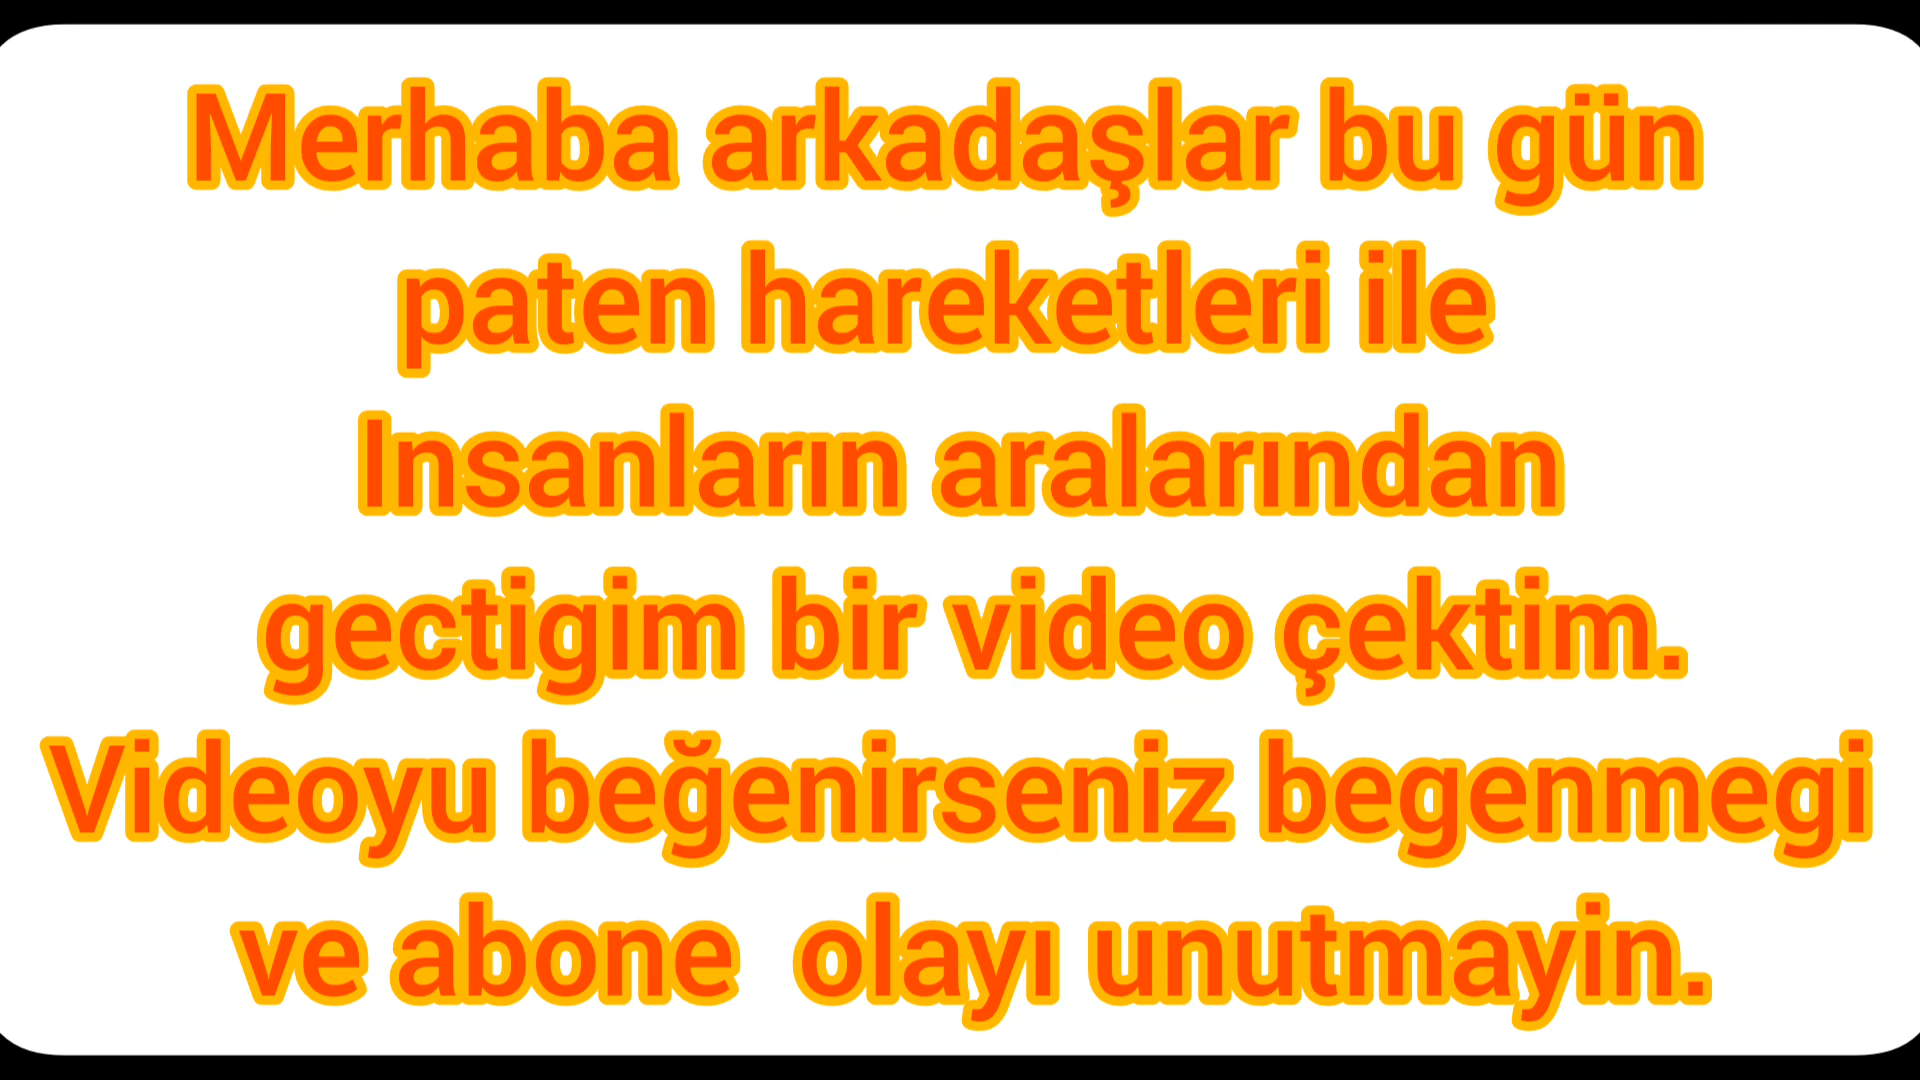 Merhaba arkadaşlar bu gün
paten hareketleri ile
Insanların aralarından
gectigim bir video çektim.
Videoyu beğenirseniz begenmegi
ve abone  olayı unutmayin.